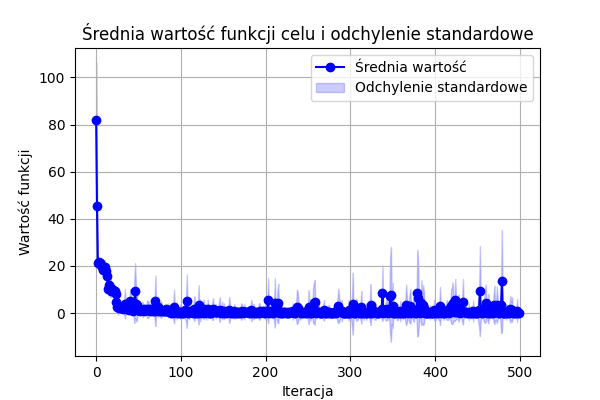 Średnia wartość funkcji celu i odchylenie standardowe
Średnia wartość
Odchylenie standardowe
Wartość funkcji
100
80
60
40
20
0
0 100 200 300 400 500
Iteracja